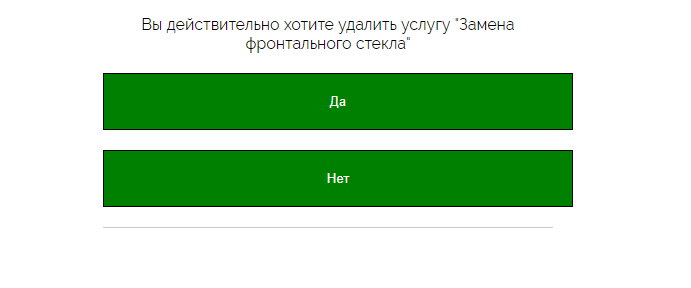 Вы действительно хотите удалить услугу "Замена
фронтального стекла"
Да
Нет